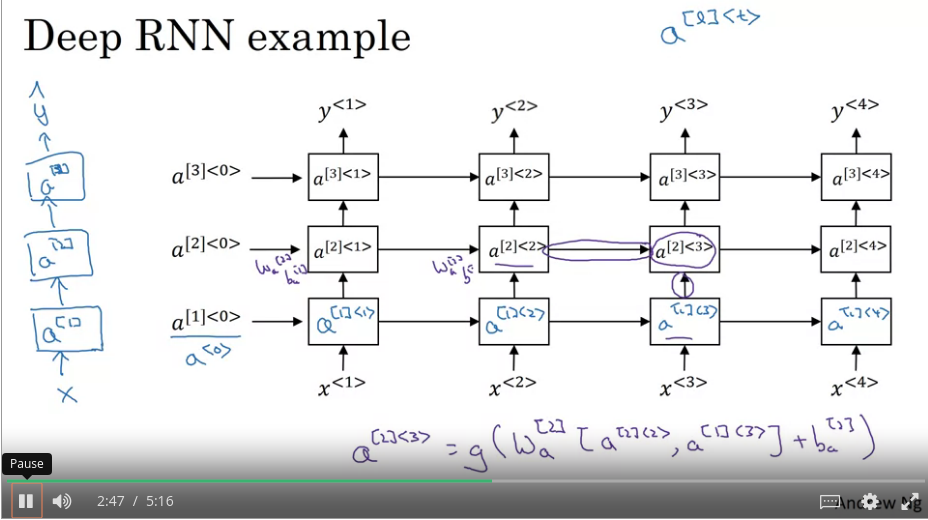 Deep RNN example
a^[l]<t>
ŷ
y^<1> y^<2> y^<3> y^<4>
a^[3] a^[3]<0> a^[3]<1> a^[3]<2> a^[3]<3> a^[3]<4>
a^[2] a^[2]<0> a^[2]<1> a^[2]<2> a^[2]<3> a^[2]<4>
W_a^[2] b_a^[2] W_a^[2]
a^[1] a^[1]<0> a^[1]<1> a^[1]<2> a^[1]<3> a^[1]<4>
a^<0>
x x^<1> x^<2> x^<3> x^<4>
a^[2]<3> = g(W_a^[2] [a^[2]<2>, a^[1]<3>] + b_a^[2])
Pause
2:47 / 5:16
Andrew Ng